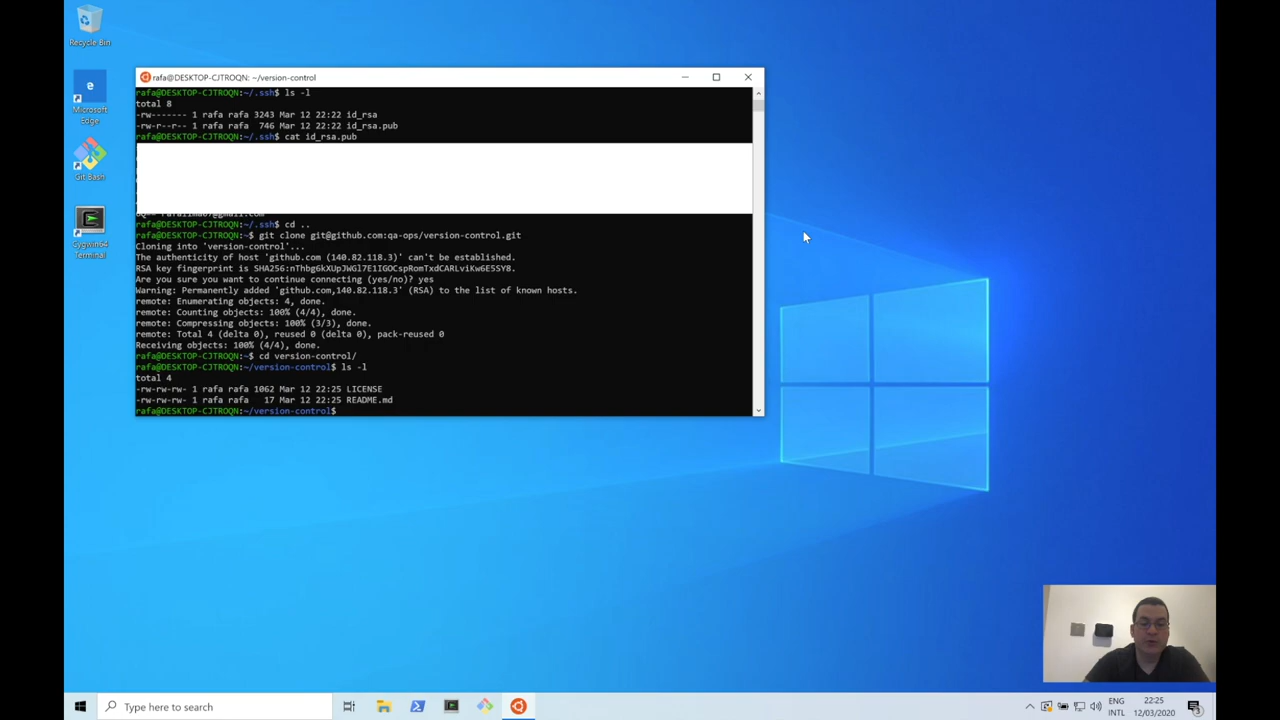 Recycle Bin
Microsoft
Edge
Git Bash
Cygwin64
Terminal
rafa@DESKTOP-CJTROQN: ~/version-control
rafa@DESKTOP-CJTROQN:~/.ssh$ ls -l
total 8
-rw------- 1 rafa rafa 3243 Mar 12 22:22 id_rsa
-rw-r--r-- 1 rafa rafa  746 Mar 12 22:22 id_rsa.pub
rafa@DESKTOP-CJTROQN:~/.ssh$ cat id_rsa.pub
rafa@DESKTOP-CJTROQN:~/.ssh$ cd ..
rafa@DESKTOP-CJTROQN:~$ git clone git@github.com:qa-ops/version-control.git
Cloning into 'version-control'...
The authenticity of host 'github.com (140.82.118.3)' can't be established.
RSA key fingerprint is SHA256:nThbg6kXUpJWGl7E1IGOCspRomTxdCARLviKw6E5SY8.
Are you sure you want to continue connecting (yes/no)? yes
Warning: Permanently added 'github.com,140.82.118.3' (RSA) to the list of known hosts.
remote: Enumerating objects: 4, done.
remote: Counting objects: 100% (4/4), done.
remote: Compressing objects: 100% (3/3), done.
remote: Total 4 (delta 0), reused 0 (delta 0), pack-reused 0
Receiving objects: 100% (4/4), done.
rafa@DESKTOP-CJTROQN:~$ cd version-control/
rafa@DESKTOP-CJTROQN:~/version-control$ ls -l
total 4
-rw-rw-rw- 1 rafa rafa 1062 Mar 12 22:25 LICENSE
-rw-rw-rw- 1 rafa rafa   17 Mar 12 22:25 README.md
rafa@DESKTOP-CJTROQN:~/version-control$
Type here to search
ENG
INTL
22:25
12/03/2020
3